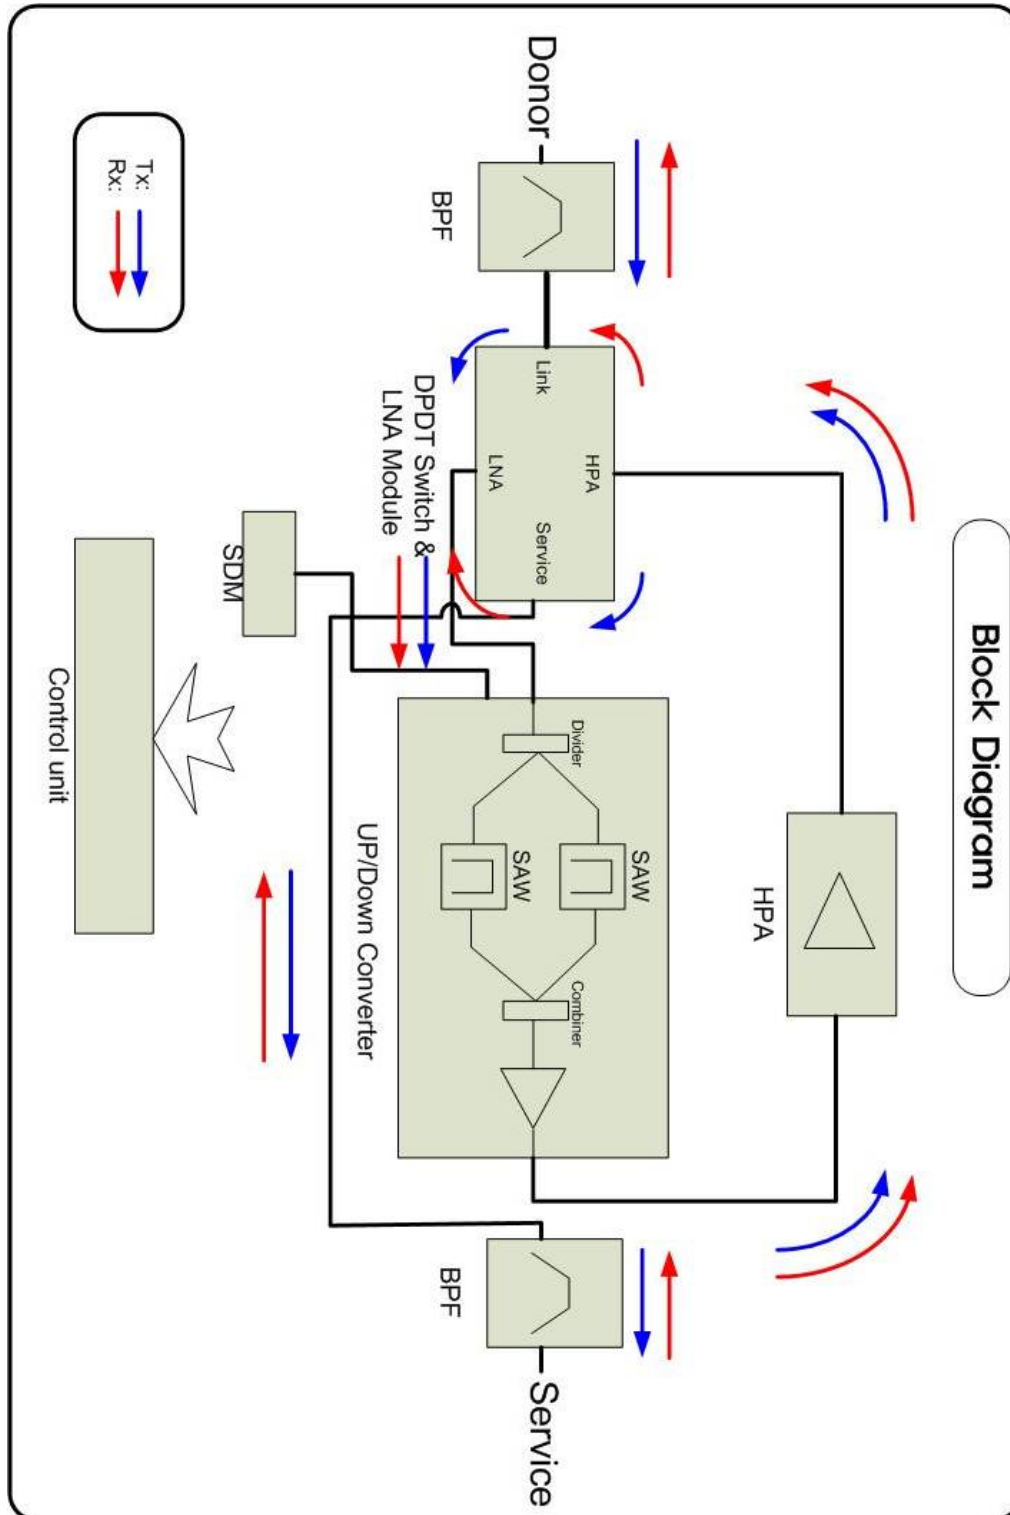 Block Diagram
HPA
Donor
BPF
Link
HPA
Service
LNA
DPDT Switch &
LNA Module
Divider
SAW
SAW
Combiner
UP/Down Converter
BPF
Service
SDM
Control unit
Tx:
Rx: